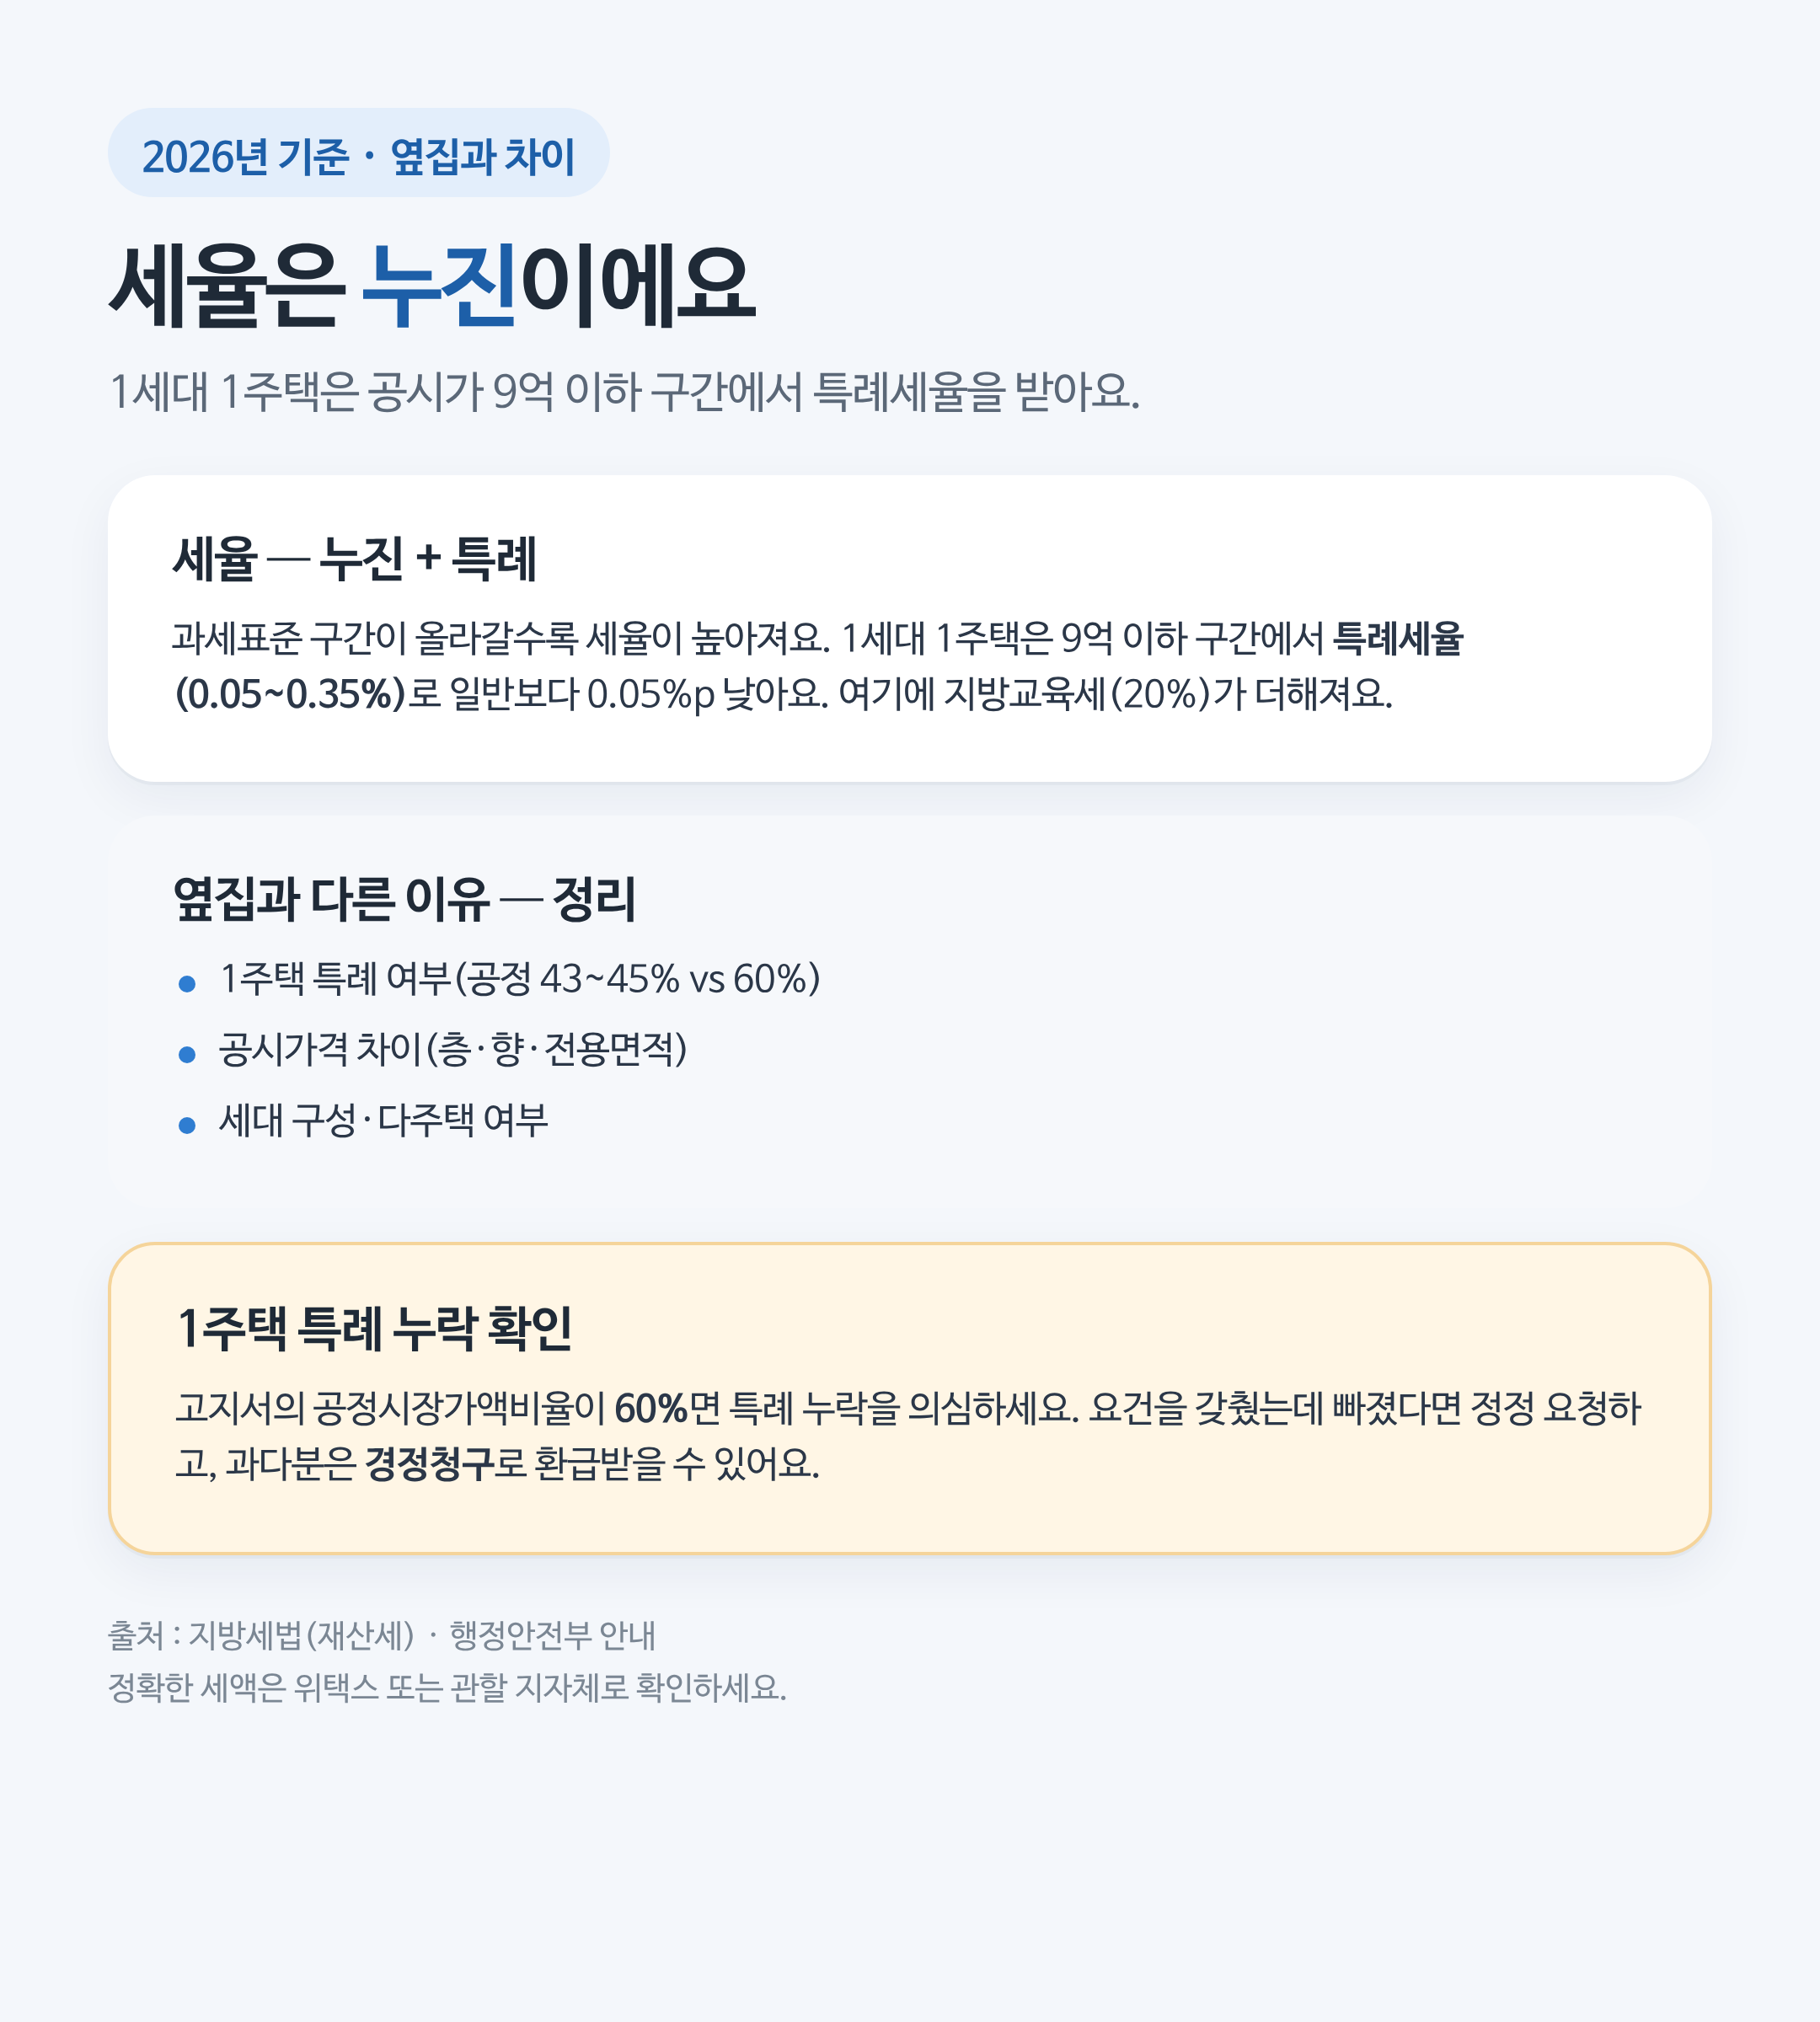 2026년 기준 · 옆집과 차이
세율은 누진이에요
1세대 1주택은 공시가 9억 이하 구간에서 특례세율을 받아요.
세율 — 누진 + 특례
과세표준 구간이 올라갈수록 세율이 높아져요. 1세대 1주택은 9억 이하 구간에서 특례세율
(0.05~0.35%)로 일반보다 0.05%p 낮아요. 여기에 지방교육세(20%)가 더해져요.
옆집과 다른 이유 — 정리
● 1주택 특례 여부(공정 43~45% vs 60%)
● 공시가격 차이(층·향·전용면적)
● 세대 구성·다주택 여부
1주택 특례 누락 확인
고지서의 공정시장가액비율이 60%면 특례 누락을 의심하세요. 요건을 갖췄는데 빠졌다면 정정 요청하
고, 과다분은 경정청구로 환급받을 수 있어요.
출처 : 지방세법(재산세) · 행정안전부 안내
정확한 세액은 위택스 또는 관할 지자체로 확인하세요.